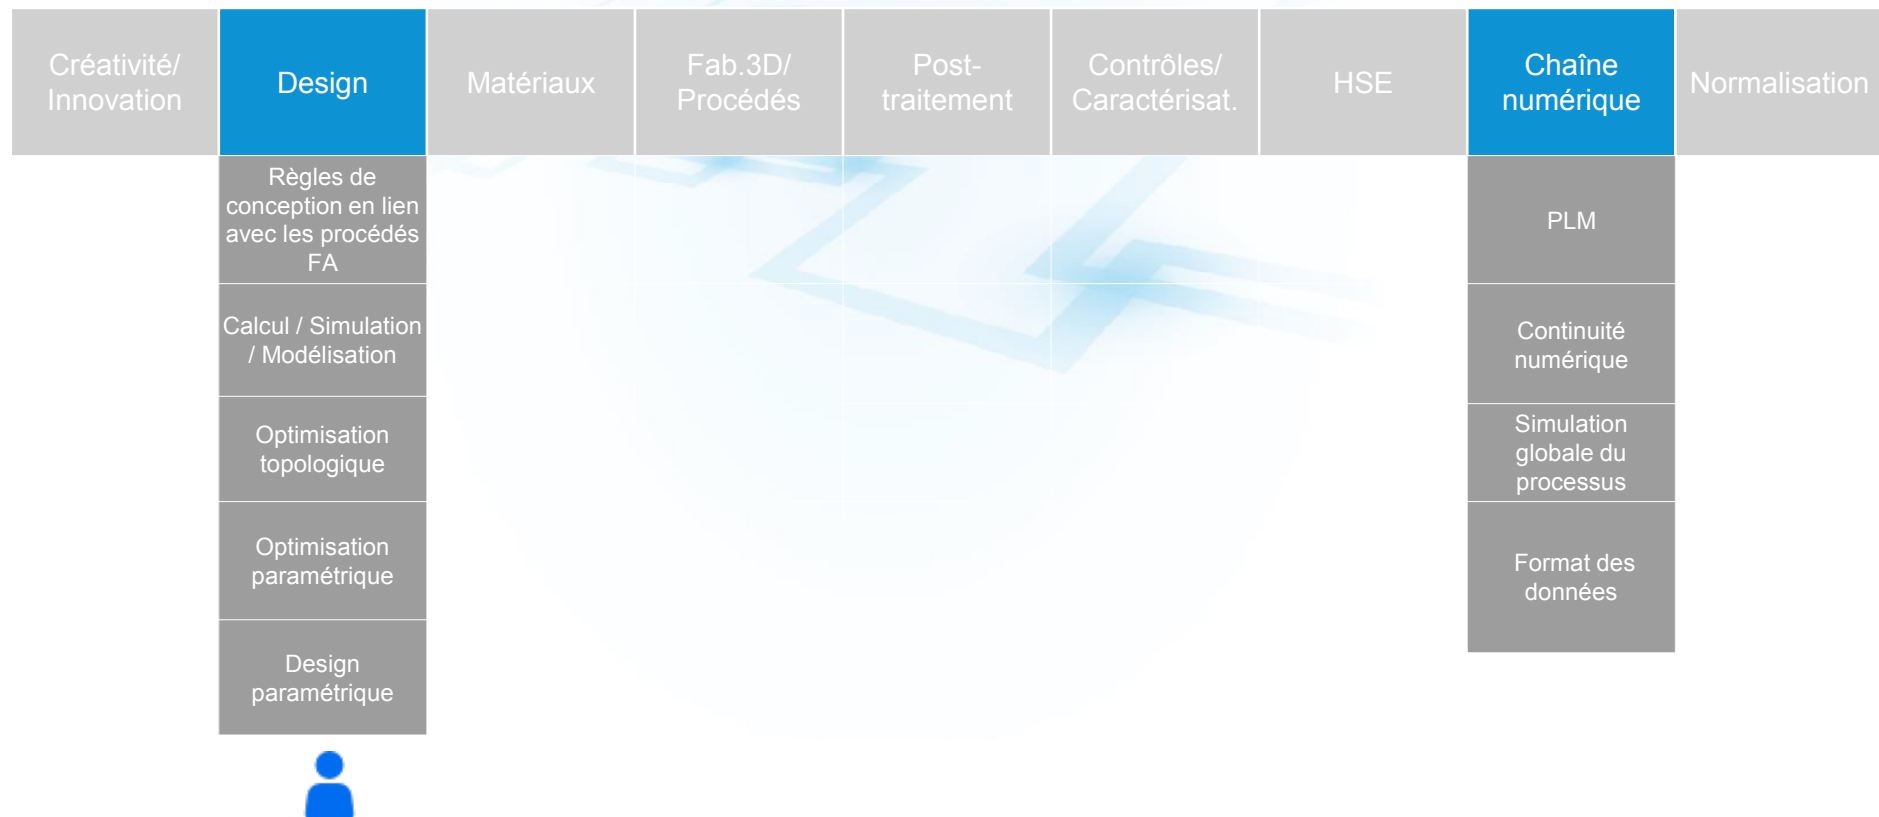 Créativité/
Innovation
Design
Matériaux
Fab.3D/
Procédés
Post-
traitement
Contrôles/
Caractérisat.
HSE
Chaîne
numérique
Normalisation
Règles de
conception en lien
avec les procédés
FA
Calcul / Simulation
/ Modélisation
Optimisation
topologique
Optimisation
paramétrique
Design
paramétrique
PLM
Continuité
numérique
Simulation
globale du
processus
Format des
données